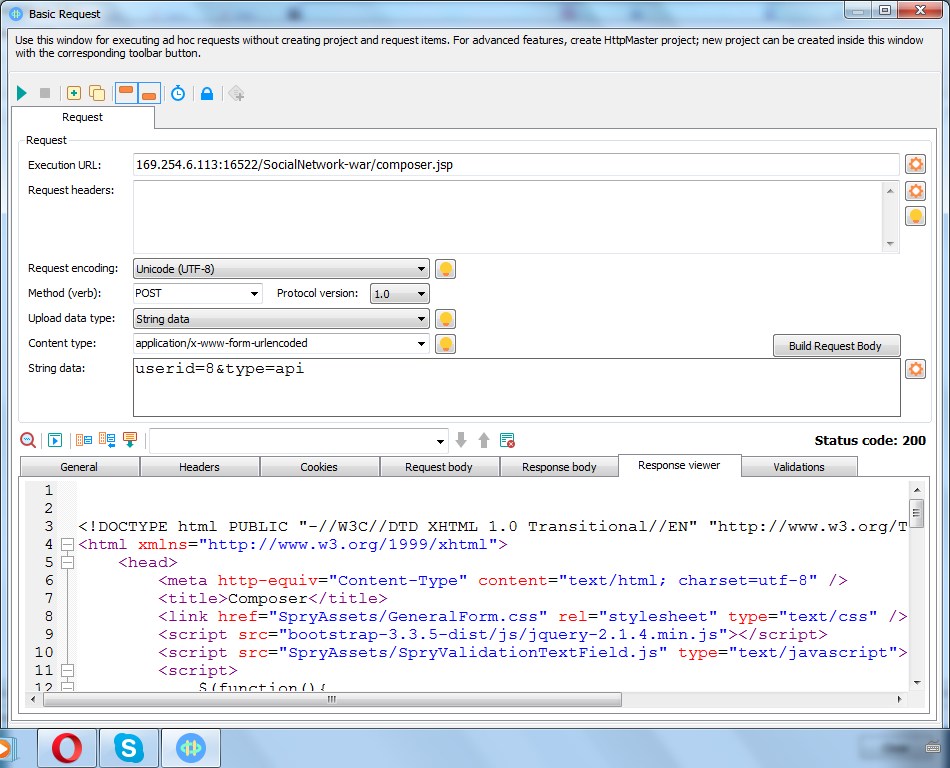 Basic Request
Use this window for executing ad hoc requests without creating project and request items. For advanced features, create HttpMaster project; new project can be created inside this window
with the corresponding toolbar button.
Request
Request
Execution URL: 169.254.6.113:16522/SocialNetwork-war/composer.jsp
Request headers:
Request encoding: Unicode (UTF-8)
Method (verb): POST Protocol version: 1.0
Upload data type: String data
Content type: application/x-www-form-urlencoded Build Request Body
String data: userid=8&type=api
Status code: 200
General Headers Cookies Request body Response body Response viewer Validations
1
2
3 <!DOCTYPE html PUBLIC "-//W3C//DTD XHTML 1.0 Transitional//EN" "http://www.w3.org/T
4 <html xmlns="http://www.w3.org/1999/xhtml">
5 <head>
6 <meta http-equiv="Content-Type" content="text/html; charset=utf-8" />
7 <title>Composer</title>
8 <link href="SpryAssets/GeneralForm.css" rel="stylesheet" type="text/css" />
9 <script src="bootstrap-3.3.5-dist/js/jquery-2.1.4.min.js"></script>
10 <script src="SpryAssets/SpryValidationTextField.js" type="text/javascript">
11 <script>
12 $(function(){